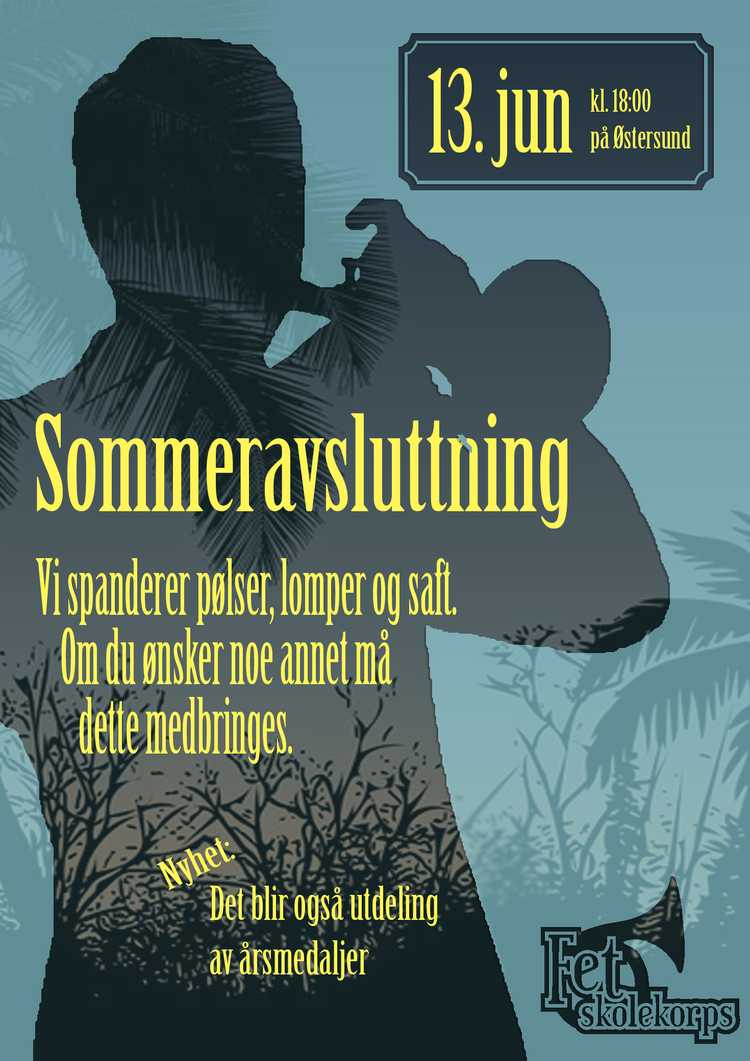 13. jun
kl. 18:00
på Østersund
Sommeravsluttning
Vi spanderer pølser, lomper og saft.
Om du ønsker noe annet må
dette medbringes.
Nyhet:
Det blir også utdeling
av årsmedaljer
Fet
skolekorps